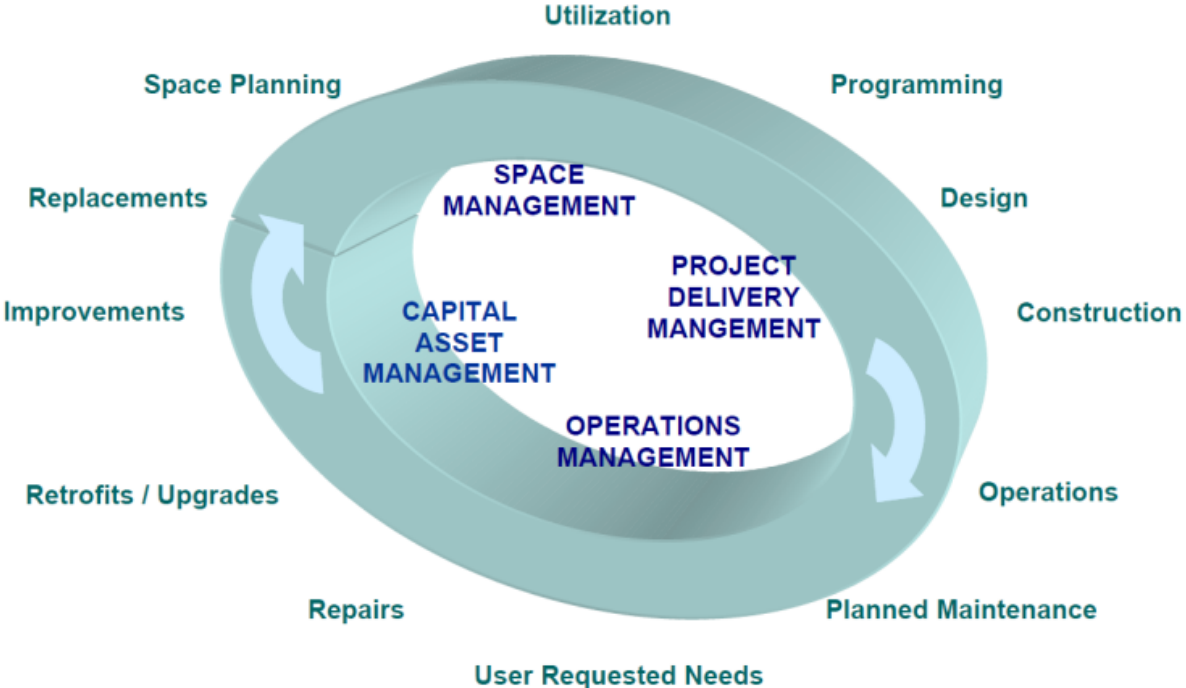 Utilization
Space Planning
Programming
SPACE
MANAGEMENT
Replacements
Design
PROJECT
DELIVERY
MANGEMENT
Improvements
CAPITAL
ASSET
MANAGEMENT
Construction
OPERATIONS
MANAGEMENT
Retrofits / Upgrades
Operations
Repairs
Planned Maintenance
User Requested Needs